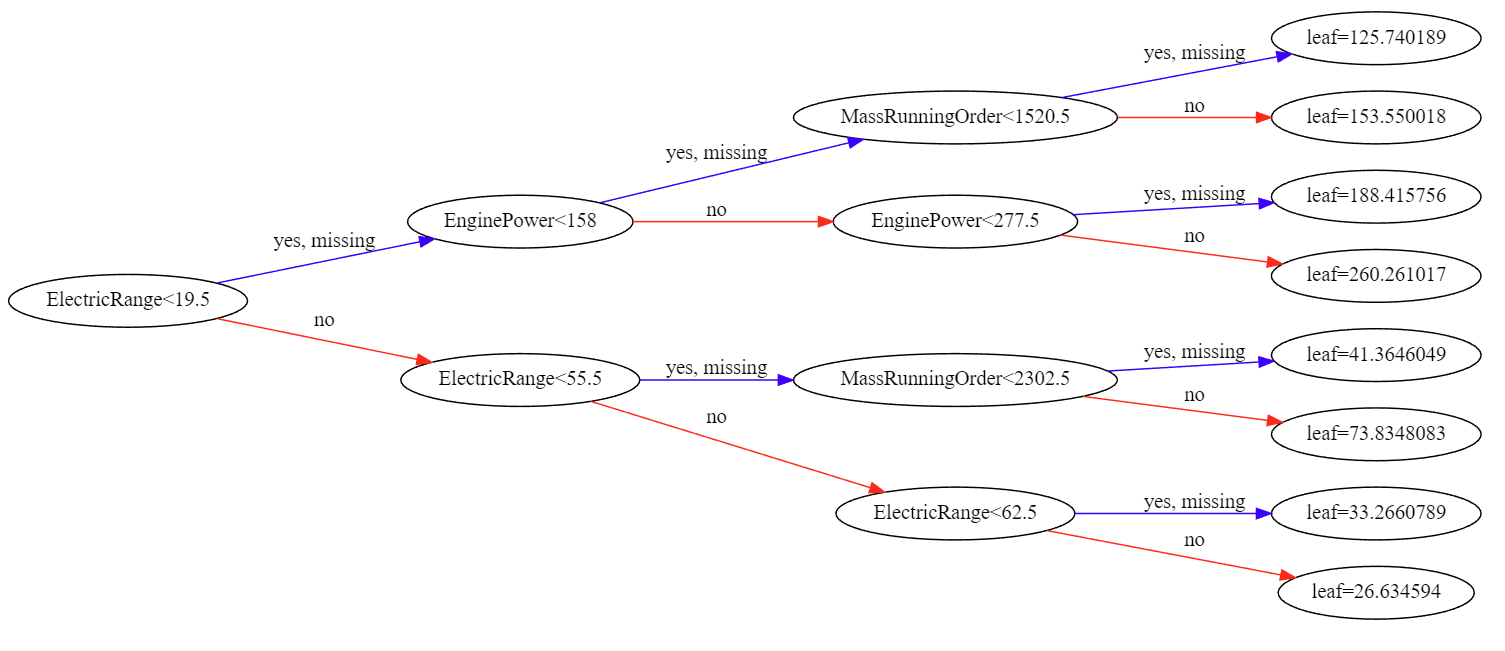 leaf=125.740189
yes, missing
no
MassRunningOrder<1520.5
leaf=153.550018
yes, missing
yes, missing
leaf=188.415756
EnginePower<158
no
EnginePower<277.5
no
yes, missing
leaf=260.261017
ElectricRange<19.5
no
yes, missing
leaf=41.3646049
ElectricRange<55.5
yes, missing
MassRunningOrder<2302.5
no
no
leaf=73.8348083
yes, missing
ElectricRange<62.5
leaf=33.2660789
no
leaf=26.634594